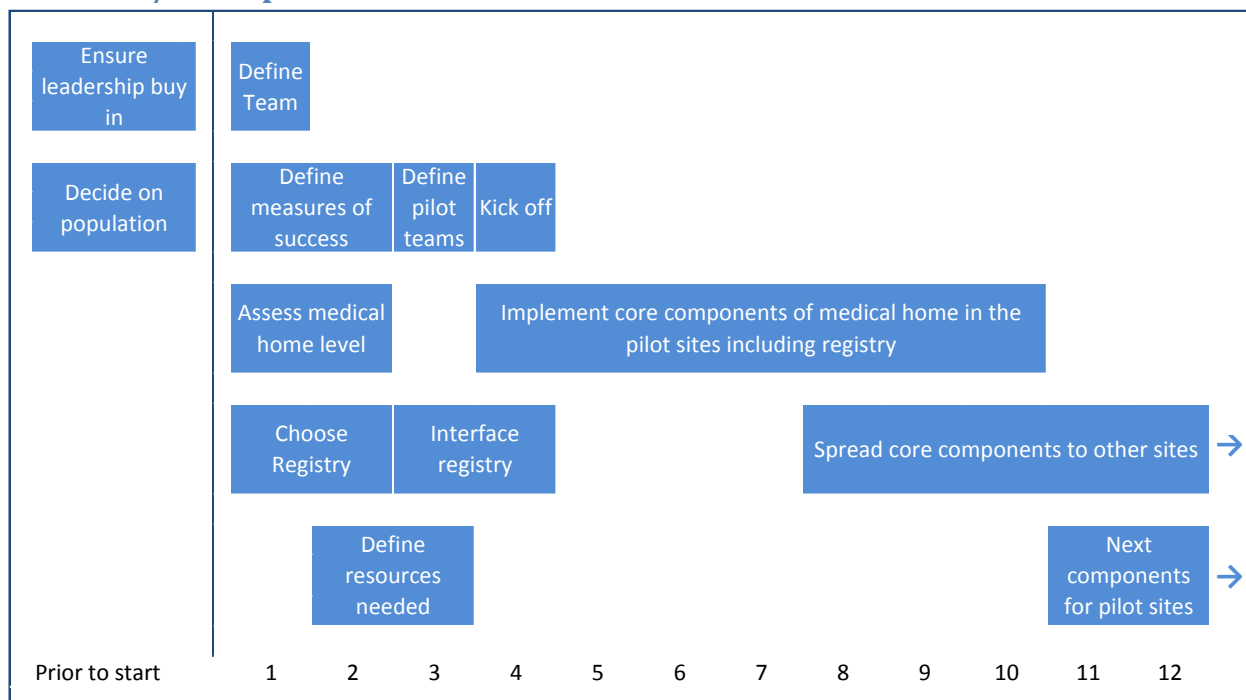 Ensure
leadership buy
in
Define
Team
Decide on
population
Define
measures of
success
Define
pilot
teams
Kick off
Assess medical
home level
Implement core components of medical home in the
pilot sites including registry
Choose
Registry
Interface
registry
Spread core components to other sites
Define
resources
needed
Next
components
for pilot sites
Prior to start 1 2 3 4 5 6 7 8 9 10 11 12